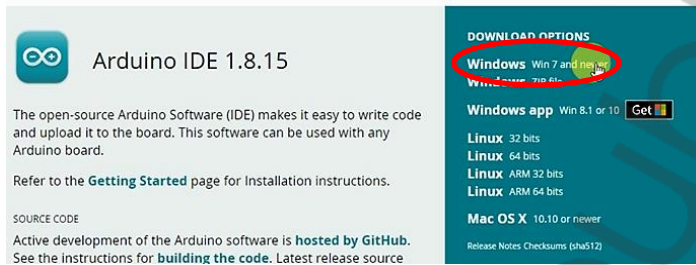 Arduino IDE 1.8.15
The open-source Arduino Software (IDE) makes it easy to write code
and upload it to the board. This software can be used with any
Arduino board.
Refer to the Getting Started page for Installation instructions.
SOURCE CODE
Active development of the Arduino software is hosted by GitHub.
See the instructions for building the code. Latest release source
DOWNLOAD OPTIONS
Windows Win 7 and newer
Windows ZIP file
Windows app Win 8.1 or 10 Get
Linux 32 bits
Linux 64 bits
Linux ARM 32 bits
Linux ARM 64 bits
Mac OS X 10.10 or newer
Release Notes Checksums (sha512)